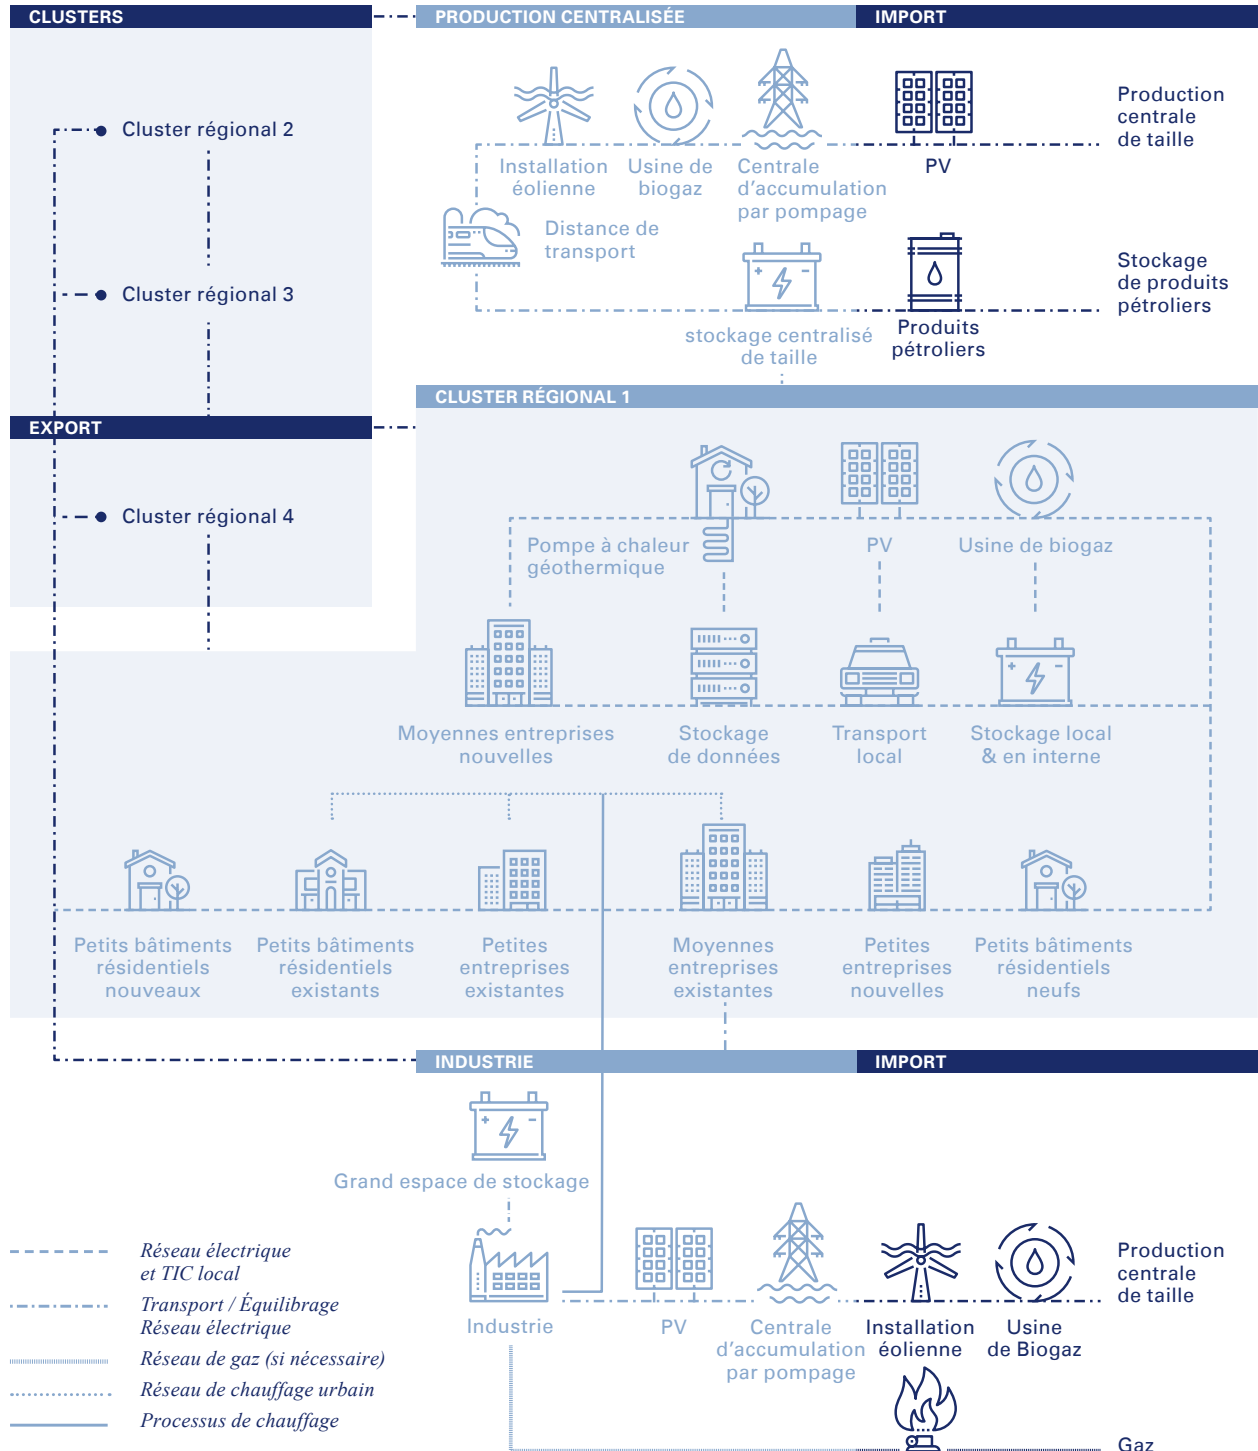 CLUSTERS
Cluster régional 2
Cluster régional 3
EXPORT
Cluster régional 4
PRODUCTION CENTRALISÉE
IMPORT
Installation
éolienne
Usine de
biogaz
Centrale
d'accumulation
par pompage
PV
Production
centrale
de taille
Distance de
transport
stockage centralisé
de taille
Produits
pétroliers
Stockage
de produits
pétroliers
CLUSTER RÉGIONAL 1
Pompe à chaleur
géothermique
PV
Usine de biogaz
Moyennes entreprises
nouvelles
Stockage
de données
Transport
local
Stockage local
& en interne
Petits bâtiments
résidentiels
nouveaux
Petits bâtiments
résidentiels
existants
Petites
entreprises
existantes
Moyennes
entreprises
existantes
Petites
entreprises
nouvelles
Petits bâtiments
résidentiels
neufs
INDUSTRIE
IMPORT
Grand espace de stockage
Industrie
PV
Centrale
d'accumulation
par pompage
Installation
éolienne
Usine
de Biogaz
Production
centrale
de taille
Gaz
Réseau électrique
et TIC local
Transport / Équilibrage
Réseau électrique
Réseau de gaz (si nécessaire)
Réseau de chauffage urbain
Processus de chauffage